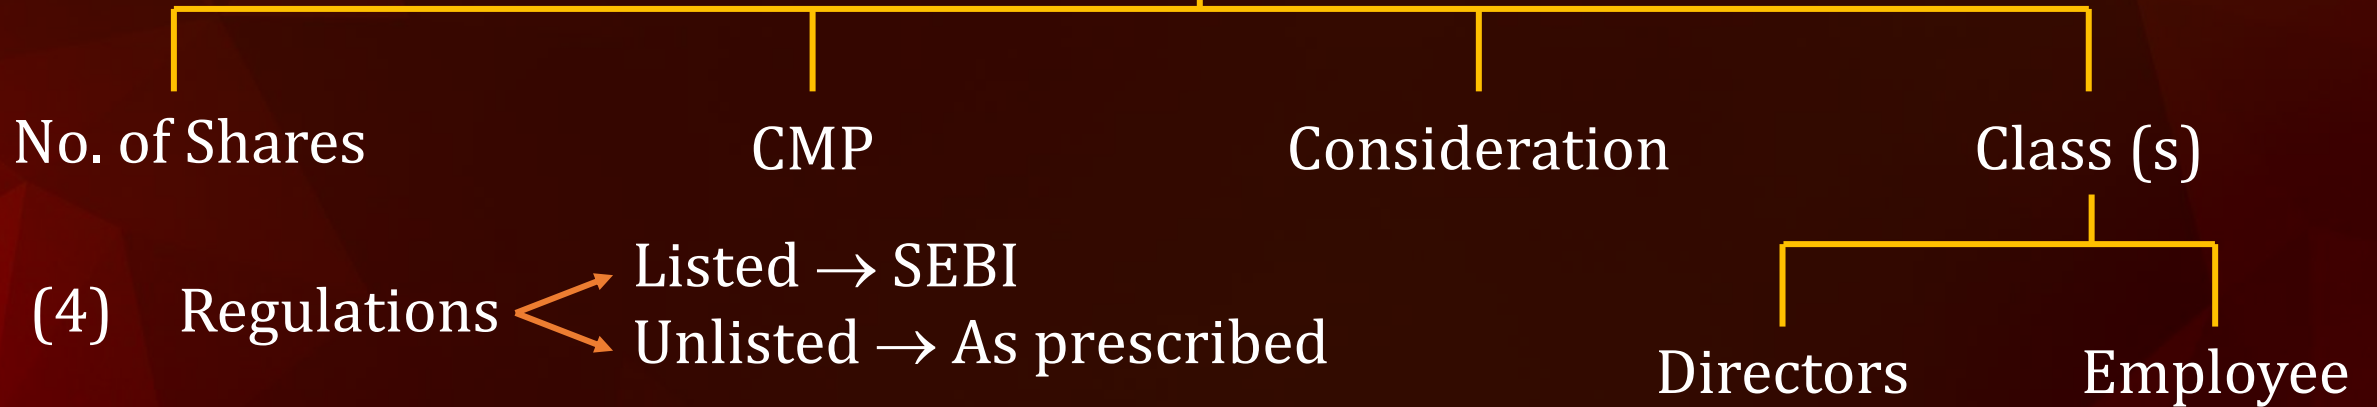 No. of Shares
CMP
Consideration
Class (s)
(4) Regulations
Listed → SEBI
Unlisted → As prescribed
Directors
Employee